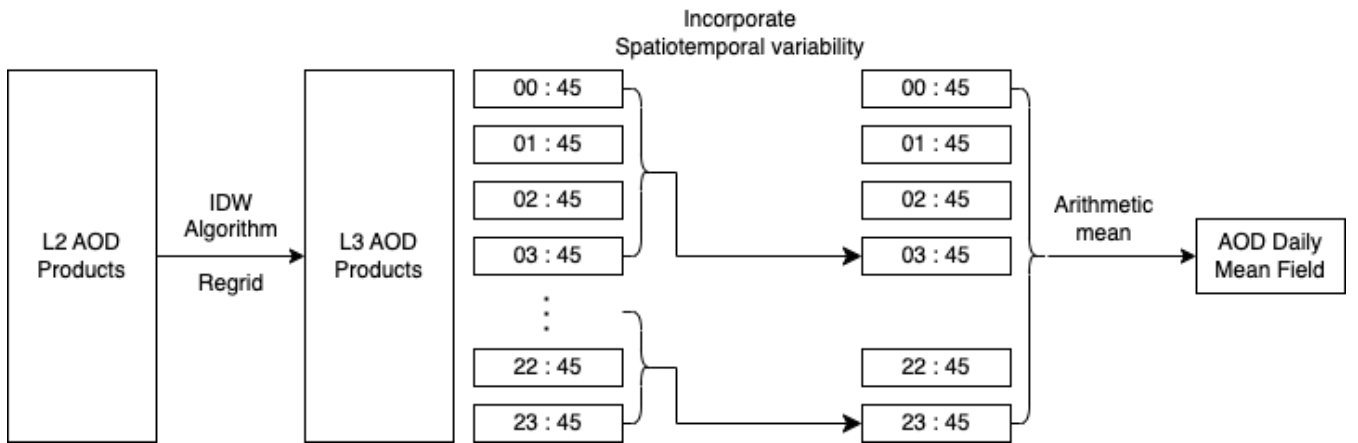 Incorporate
Spatiotemporal variability
L2 AOD
Products
IDW
Algorithm
Regrid
L3 AOD
Products
00 : 45
01 : 45
02 : 45
03 : 45
⋮
22 : 45
23 : 45
00 : 45
01 : 45
02 : 45
03 : 45
22 : 45
23 : 45
Arithmetic
mean
AOD Daily
Mean Field